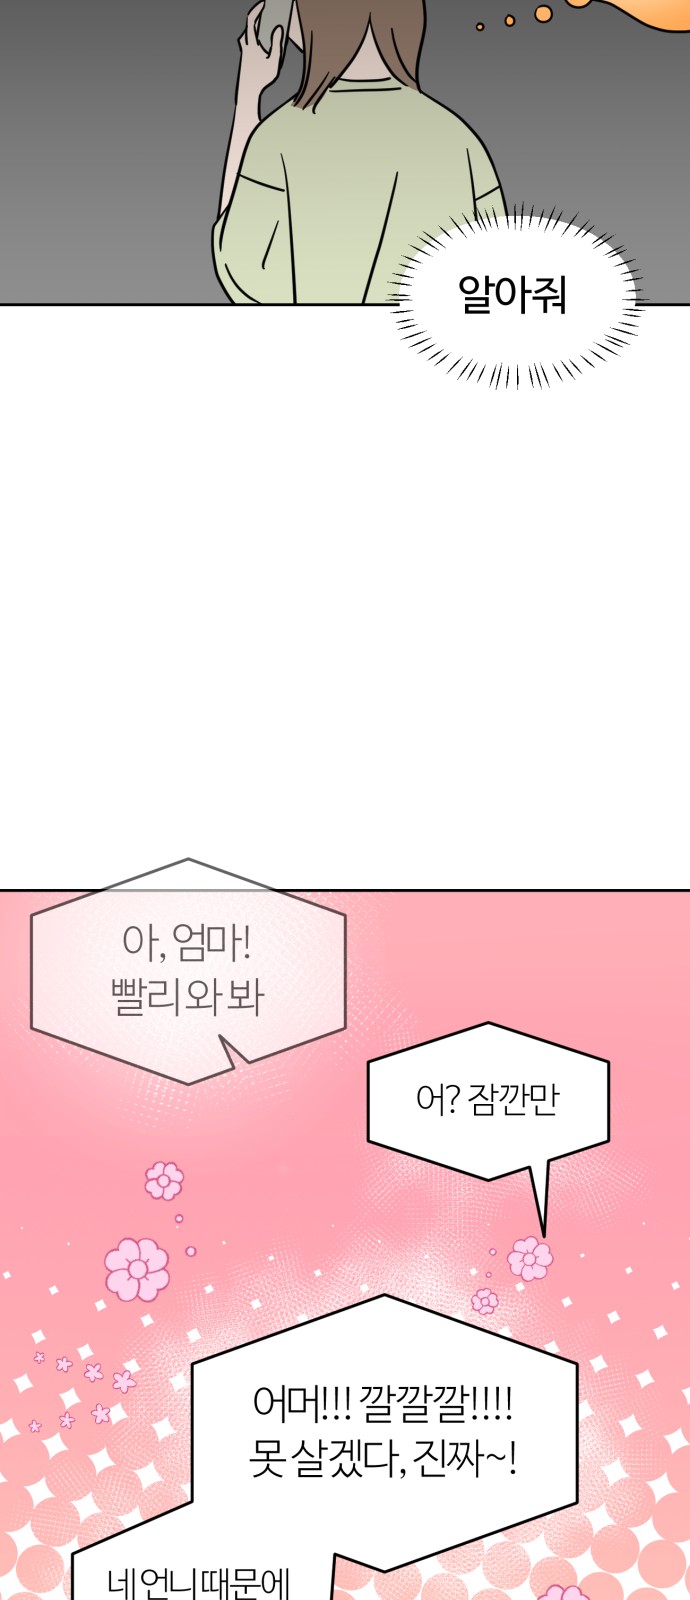 알아줘
아, 엄마!
빨리 와 봐
어? 잠깐만
어머!!! 깔깔깔!!!!
못 살겠다, 진짜~!
네 언니 때문에